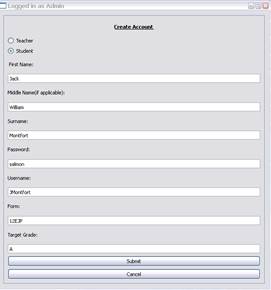 Logged in as Admin
Create Account
Teacher
Student
First Name:
Jack
Middle Name(if applicable):
William
Surname:
Montfort
Password:
salmon
Username:
JMontfort
Form:
12EJF
Target Grade:
A
Submit
Cancel